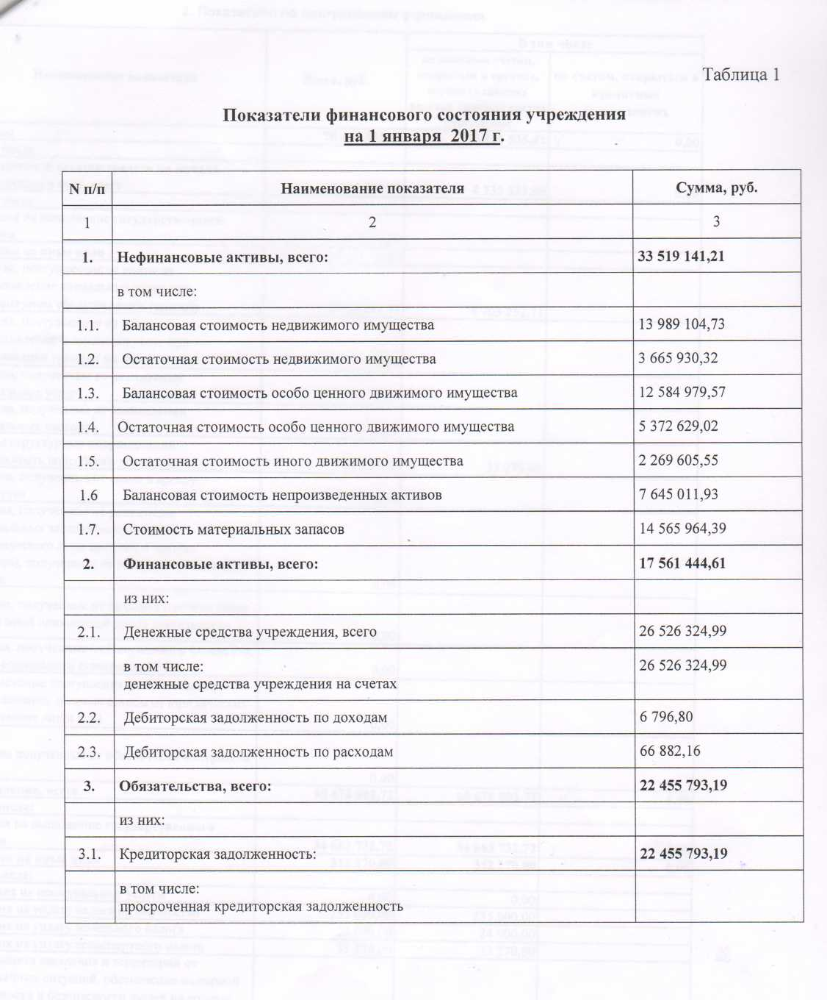 Таблица 1
Показатели финансового состояния учреждения
на 1 января 2017 г.
N п/п Наименование показателя Сумма, руб.
1 2 3
1. Нефинансовые активы, всего: 33 519 141,21
в том числе:
1.1. Балансовая стоимость недвижимого имущества 13 989 104,73
1.2. Остаточная стоимость недвижимого имущества 3 665 930,32
1.3. Балансовая стоимость особо ценного движимого имущества 12 584 979,57
1.4. Остаточная стоимость особо ценного движимого имущества 5 372 629,02
1.5. Остаточная стоимость иного движимого имущества 2 269 605,55
1.6 Балансовая стоимость непроизведенных активов 7 645 011,93
1.7. Стоимость материальных запасов 14 565 964,39
2. Финансовые активы, всего: 17 561 444,61
из них:
2.1. Денежные средства учреждения, всего 26 526 324,99
в том числе: 26 526 324,99
денежные средства учреждения на счетах
2.2. Дебиторская задолженность по доходам 6 796,80
2.3. Дебиторская задолженность по расходам 66 882,16
3. Обязательства, всего: 22 455 793,19
из них:
3.1. Кредиторская задолженность: 22 455 793,19
в том числе:
просроченная кредиторская задолженность